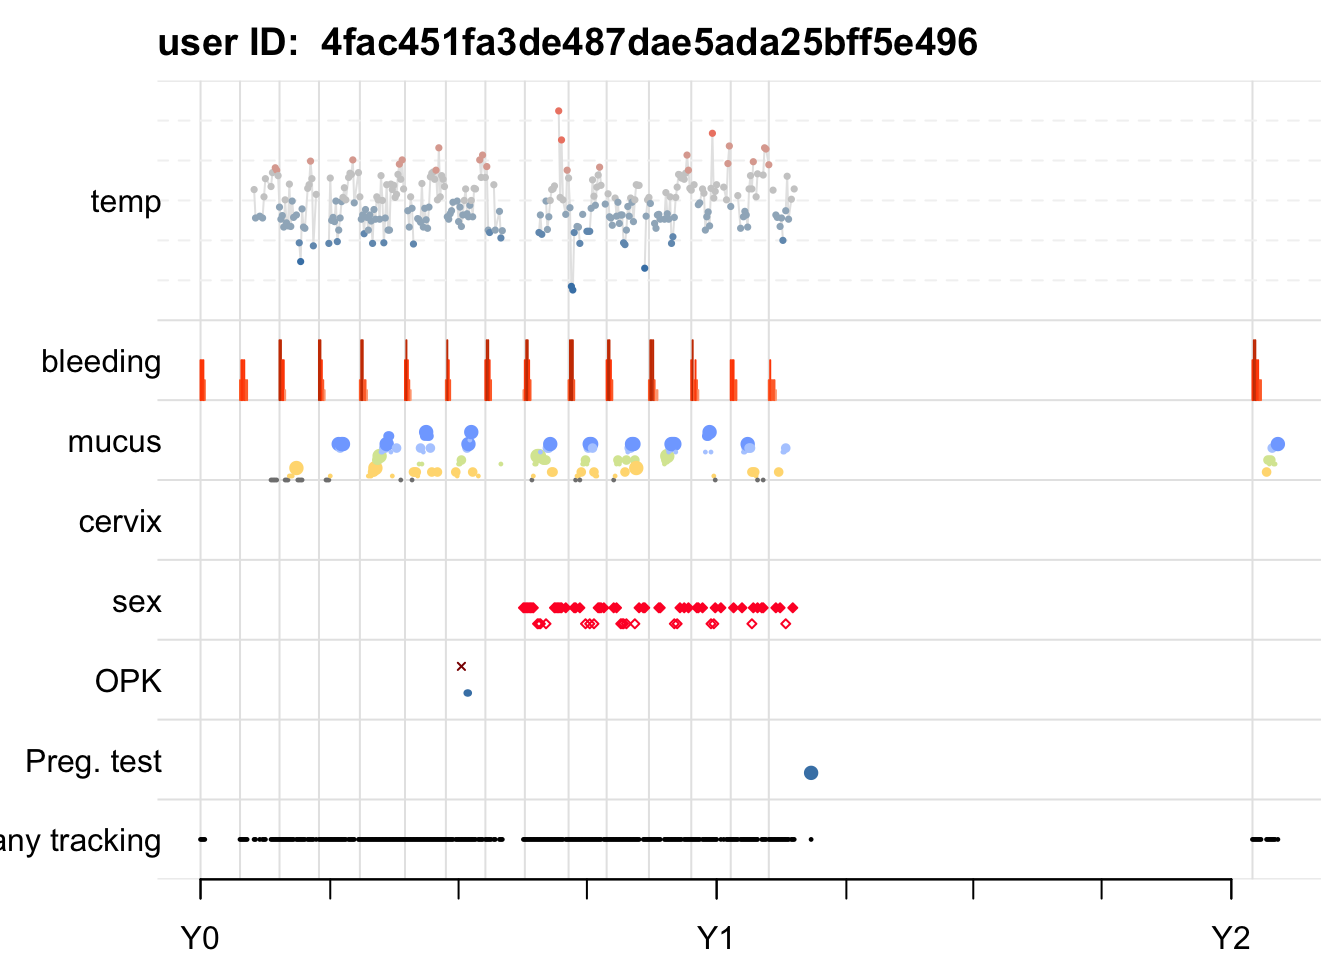 user ID:  4fac451fa3de487dae5ada25bff5e496
temp
bleeding
mucus
cervix
sex
OPK
Preg. test
any tracking
Y0 Y1 Y2